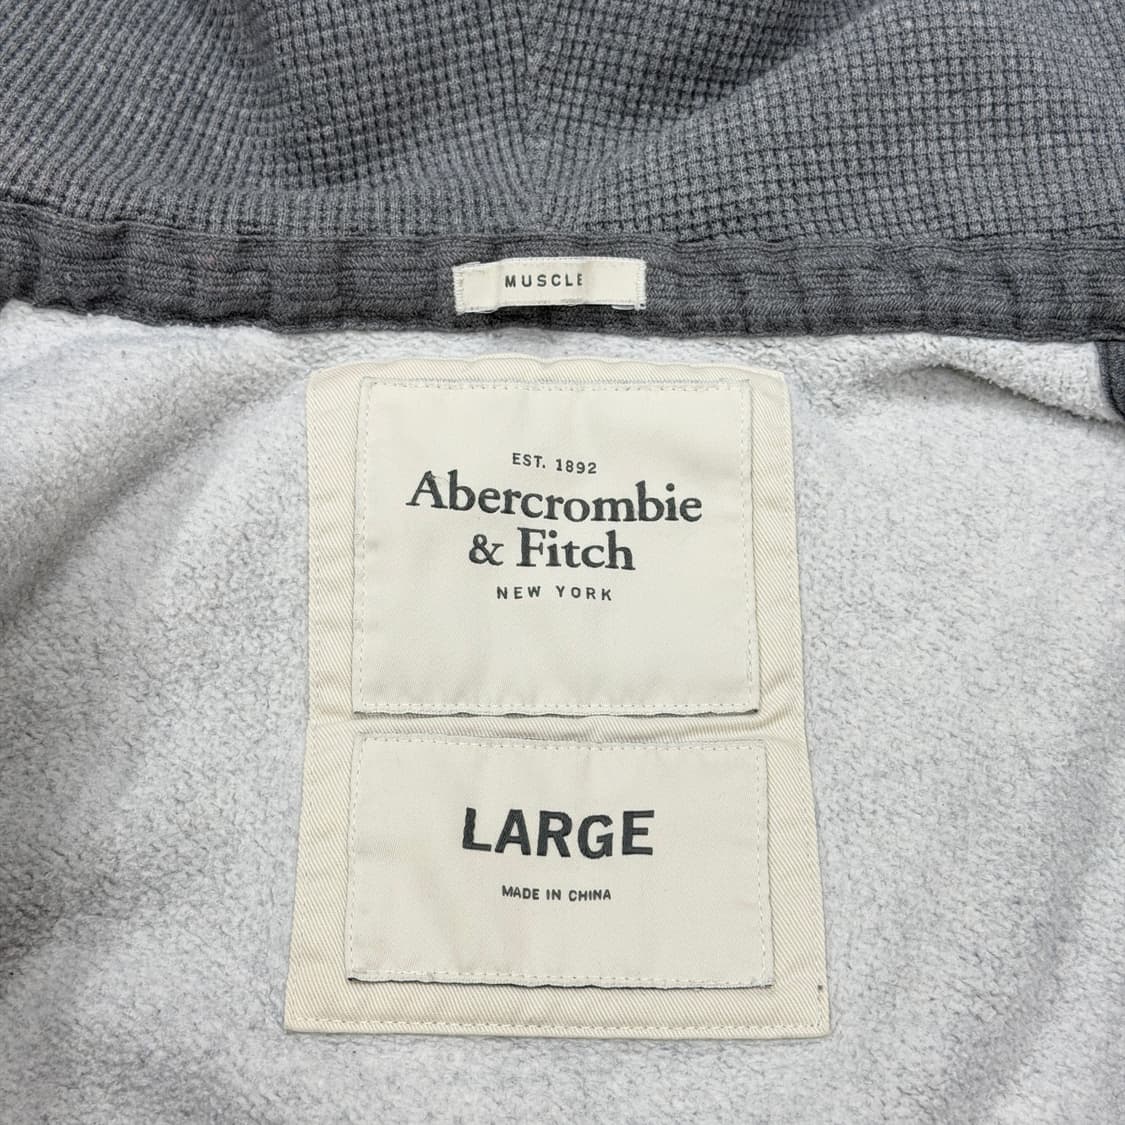 MUSCLE
EST. 1892
Abercrombie
& Fitch
NEW YORK
LARGE
MADE IN CHINA